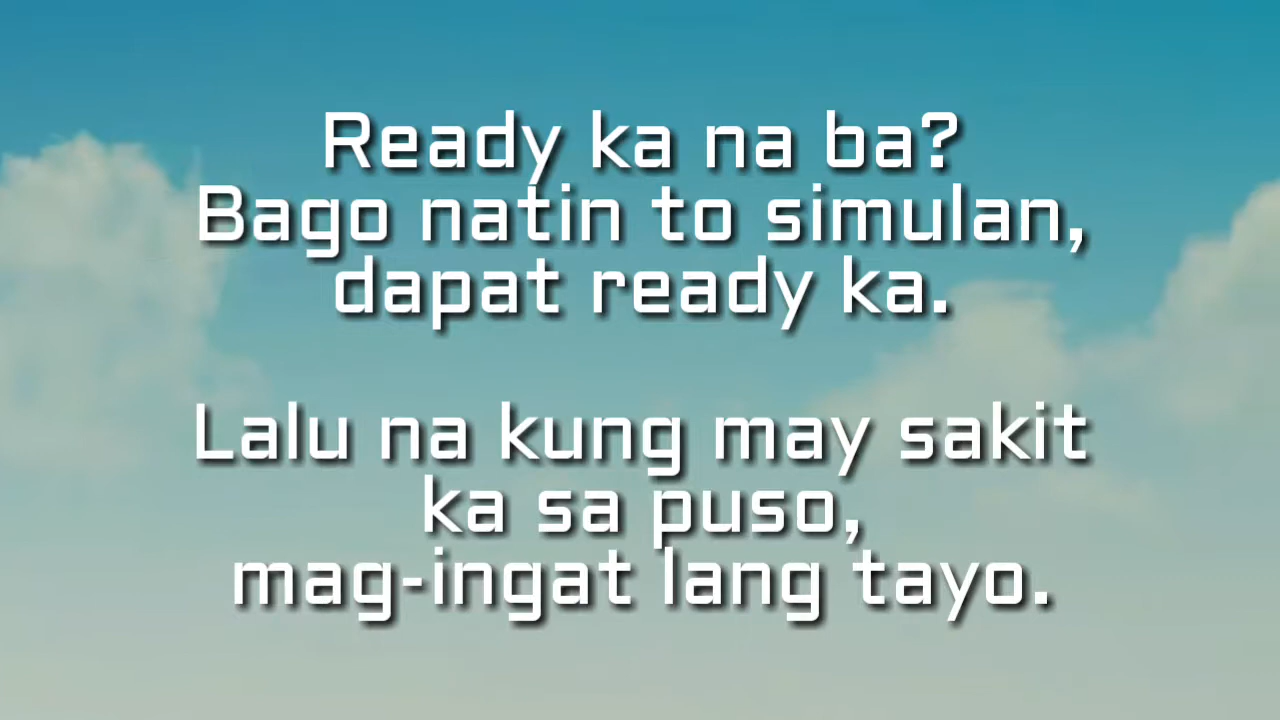 Ready ka na ba?
Bago natin to simulan,
dapat ready ka.
Lalu na kung may sakit
ka sa puso,
mag-ingat lang tayo.